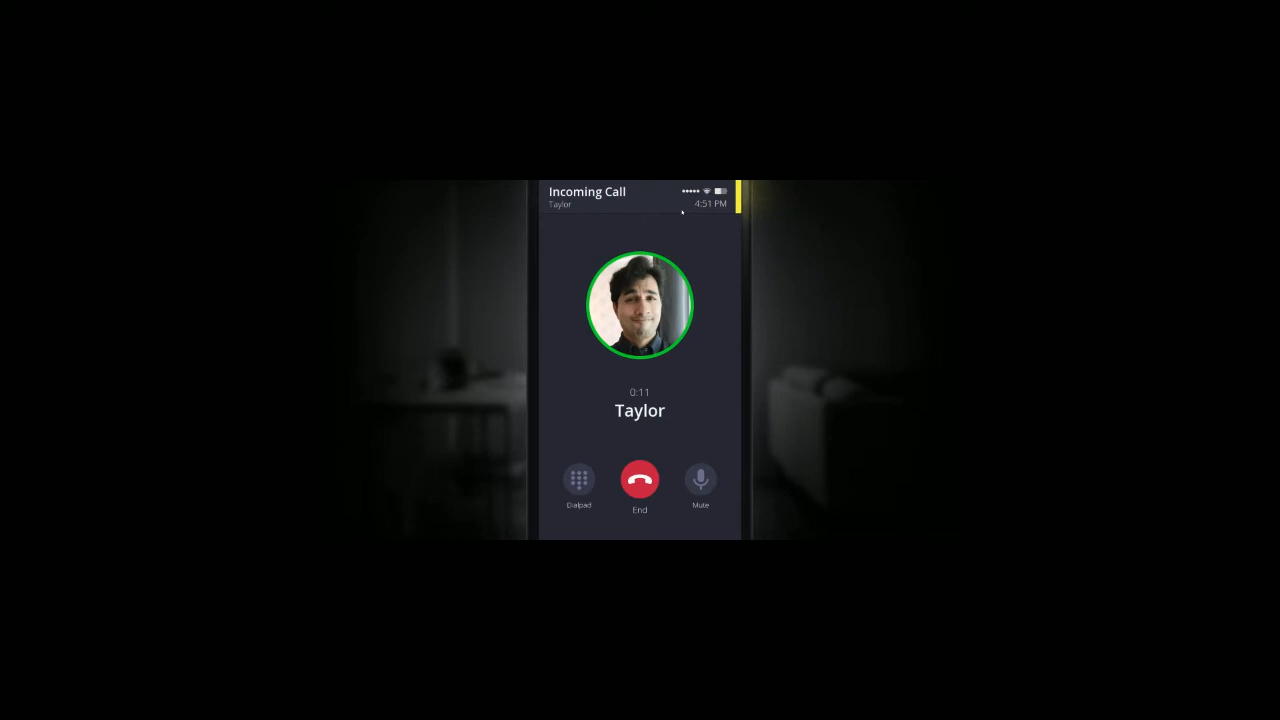 Incoming Call
Taylor
4:51 PM
0:11
Taylor
Dialpad
End
Mute